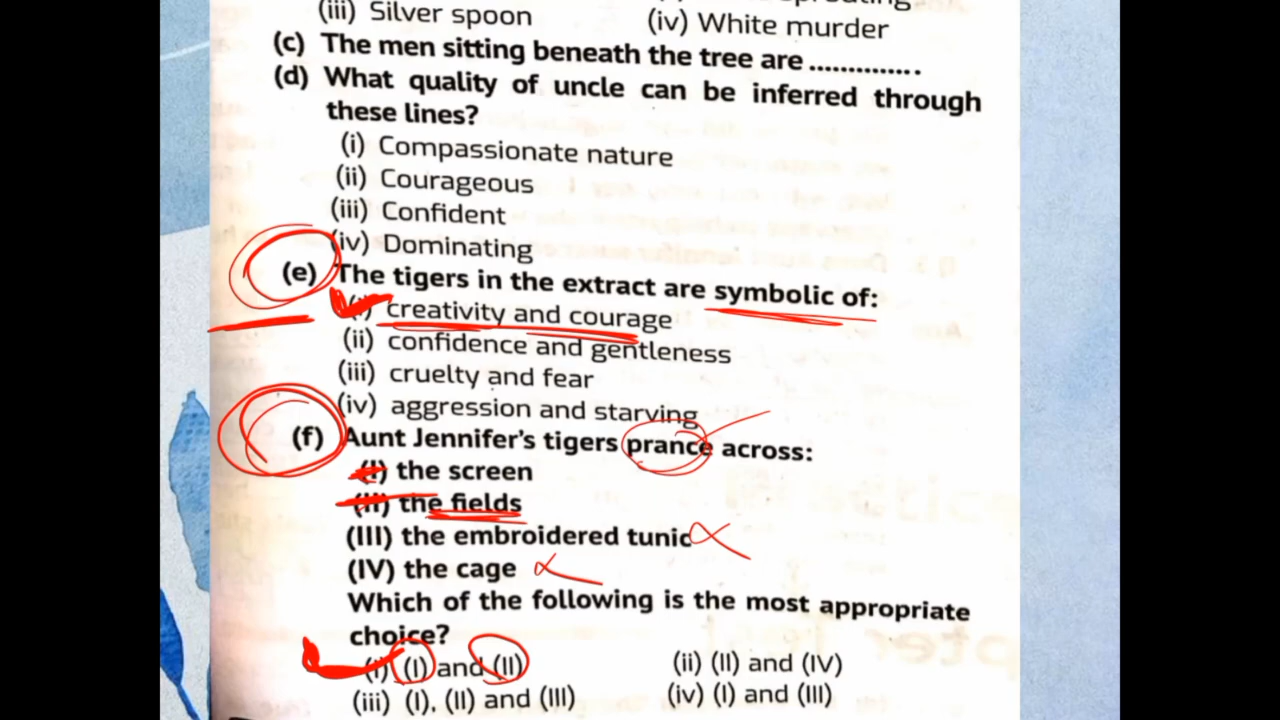 (iii) Silver spoon
(iv) White murder
(c) The men sitting beneath the tree are ..............
(d) What quality of uncle can be inferred through
these lines?
(i) Compassionate nature
(ii) Courageous
(iii) Confident
(iv) Dominating
(e) The tigers in the extract are symbolic of:
(i) creativity and courage
(ii) confidence and gentleness
(iii) cruelty and fear
(iv) aggression and starving
(f) Aunt Jennifer's tigers prance across:
(I) the screen
(II) the fields
(III) the embroidered tunic
(IV) the cage
Which of the following is the most appropriate
choice?
(i) (I) and (II)
(ii) (II) and (IV)
(iii) (I), (II) and (III)
(iv) (I) and (III)